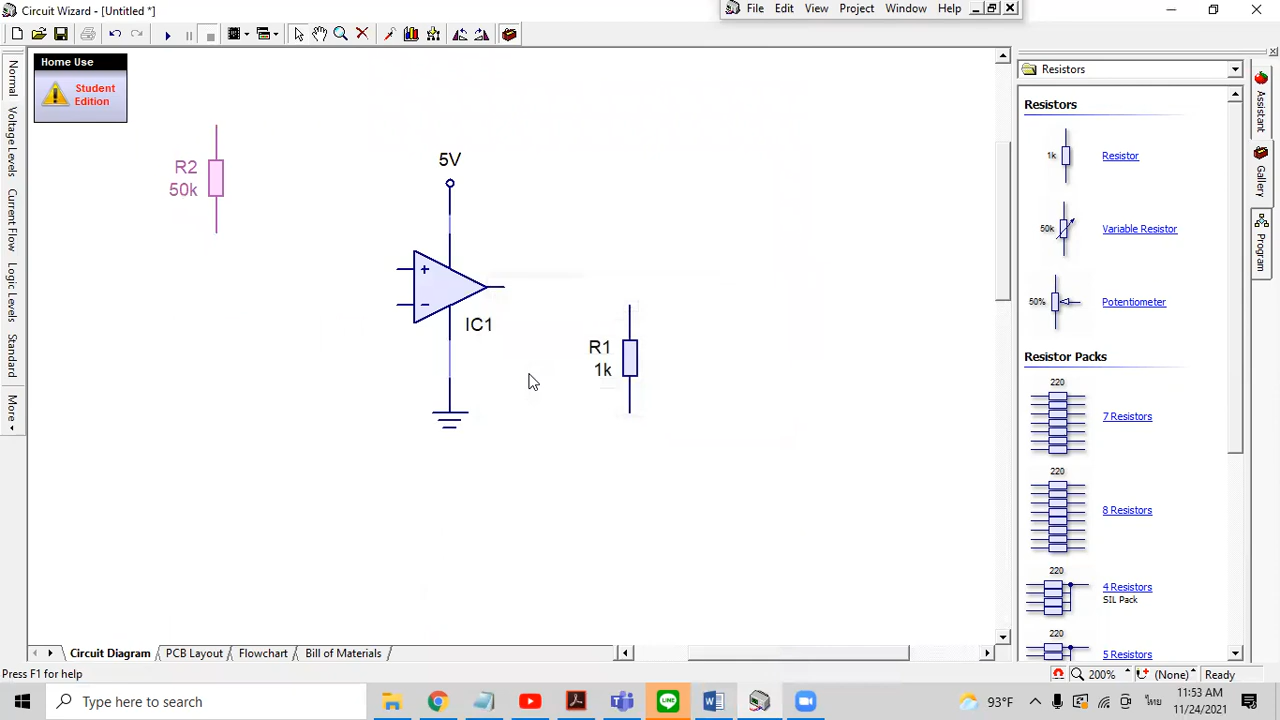 Circuit Wizard - [Untitled *]
File Edit View Project Window Help
Home Use
Student
Edition
Normal
Voltage Levels
Current Flow
Logic Levels
Standard
More
R2
50k
5V
+
−
IC1
R1
1k
Resistors
Resistors
1k
Resistor
50k
Variable Resistor
50%
Potentiometer
Resistor Packs
220
7 Resistors
220
8 Resistors
220
4 Resistors
SIL Pack
220
5 Resistors
Assistant
Gallery
Program
Circuit Diagram PCB Layout Flowchart Bill of Materials
Press F1 for help
200% (None) Ready
Type here to search
93°F
ไทย
11:53 AM
11/24/2021